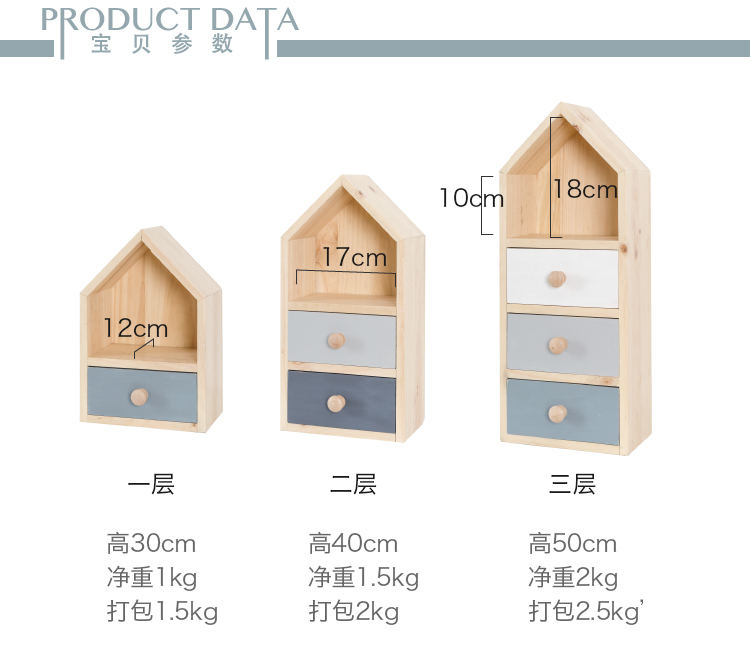 PRODUCT DATA
宝贝参数
10cm
18cm
17cm
12cm
一层
二层
三层
高30cm
净重1kg
打包1.5kg
高40cm
净重1.5kg
打包2kg
高50cm
净重2kg
打包2.5kg’